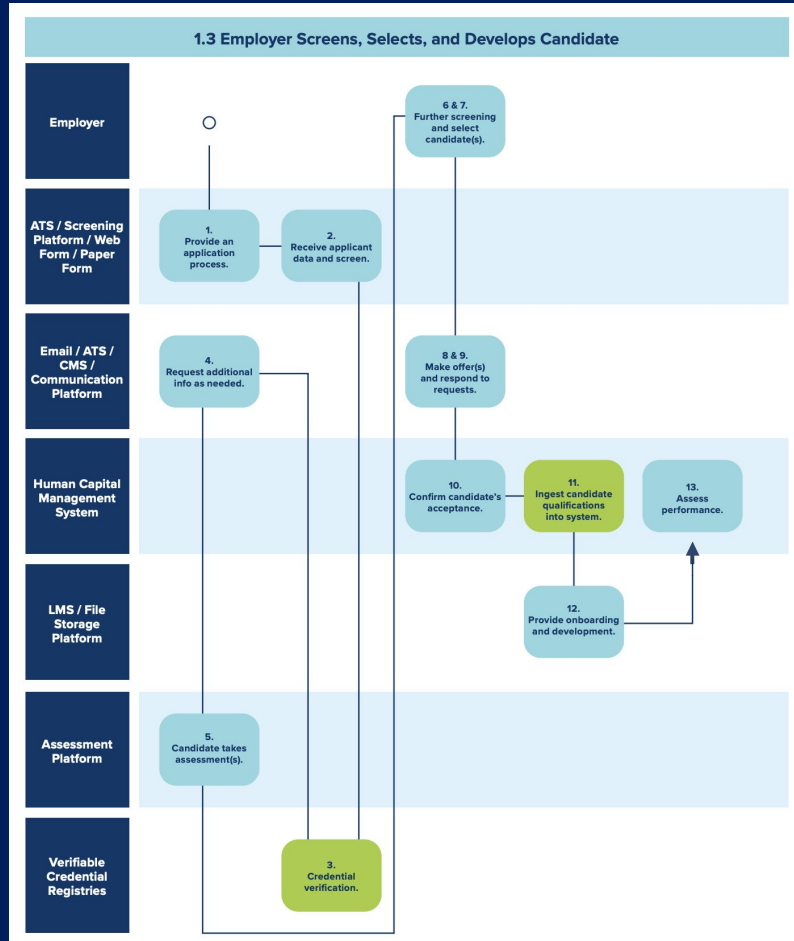 1.3 Employer Screens, Selects, and Develops Candidate
Employer
6 & 7.
Further screening
and select
candidate(s).
ATS / Screening
Platform / Web
Form / Paper
Form
1.
Provide an
application
process.
2.
Receive applicant
data and screen.
Email / ATS /
CMS /
Communication
Platform
4.
Request additional
info as needed.
8 & 9.
Make offer(s)
and respond to
requests.
Human Capital
Management
System
10.
Confirm candidate's
acceptance.
11.
Ingest candidate
qualifications
into system.
13.
Assess
performance.
LMS / File
Storage
Platform
12.
Provide onboarding
and development.
Assessment
Platform
5.
Candidate takes
assessment(s).
Verifiable
Credential
Registries
3.
Credential
verification.